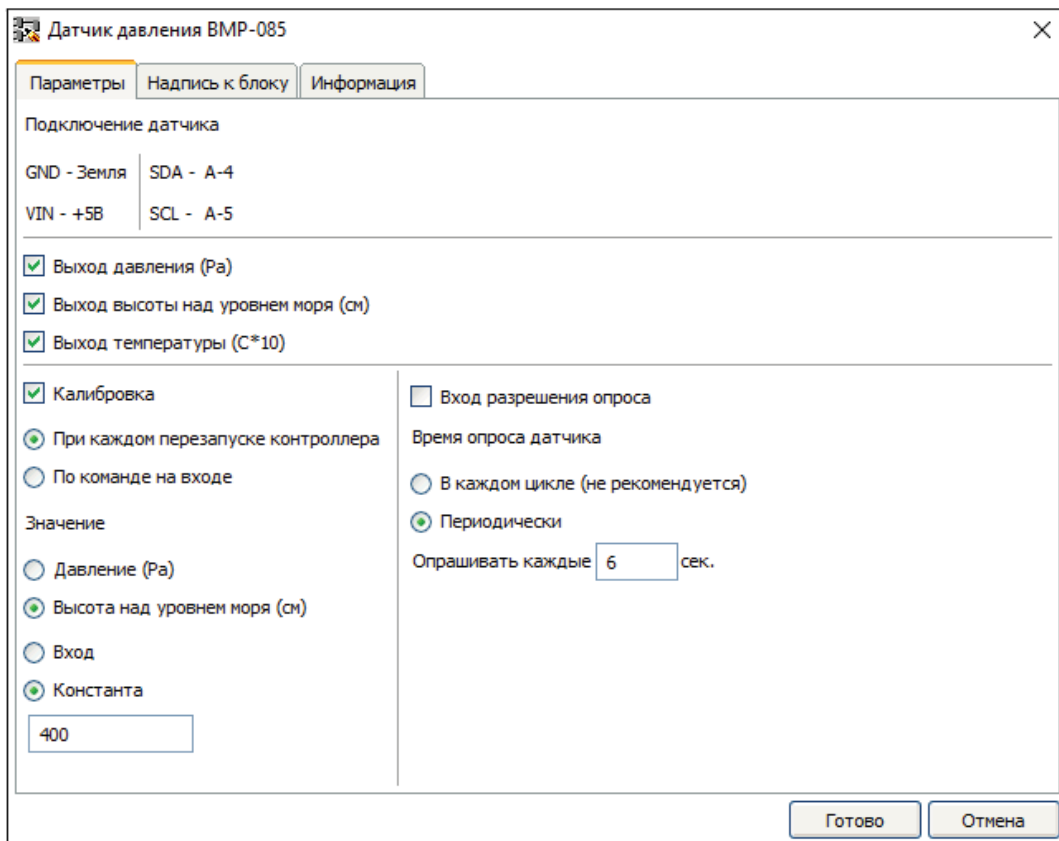 Датчик давления BMP-085
Параметры
Надпись к блоку
Информация
Подключение датчика
GND - Земля
SDA - A-4
VIN - +5В
SCL - A-5
Выход давления (Pa)
Выход высоты над уровнем моря (см)
Выход температуры (C*10)
Калибровка
При каждом перезапуске контроллера
По команде на входе
Значение
Давление (Pa)
Высота над уровнем моря (см)
Вход
Константа
400
Вход разрешения опроса
Время опроса датчика
В каждом цикле (не рекомендуется)
Периодически
Опрашивать каждые 6 сек.
Готово
Отмена